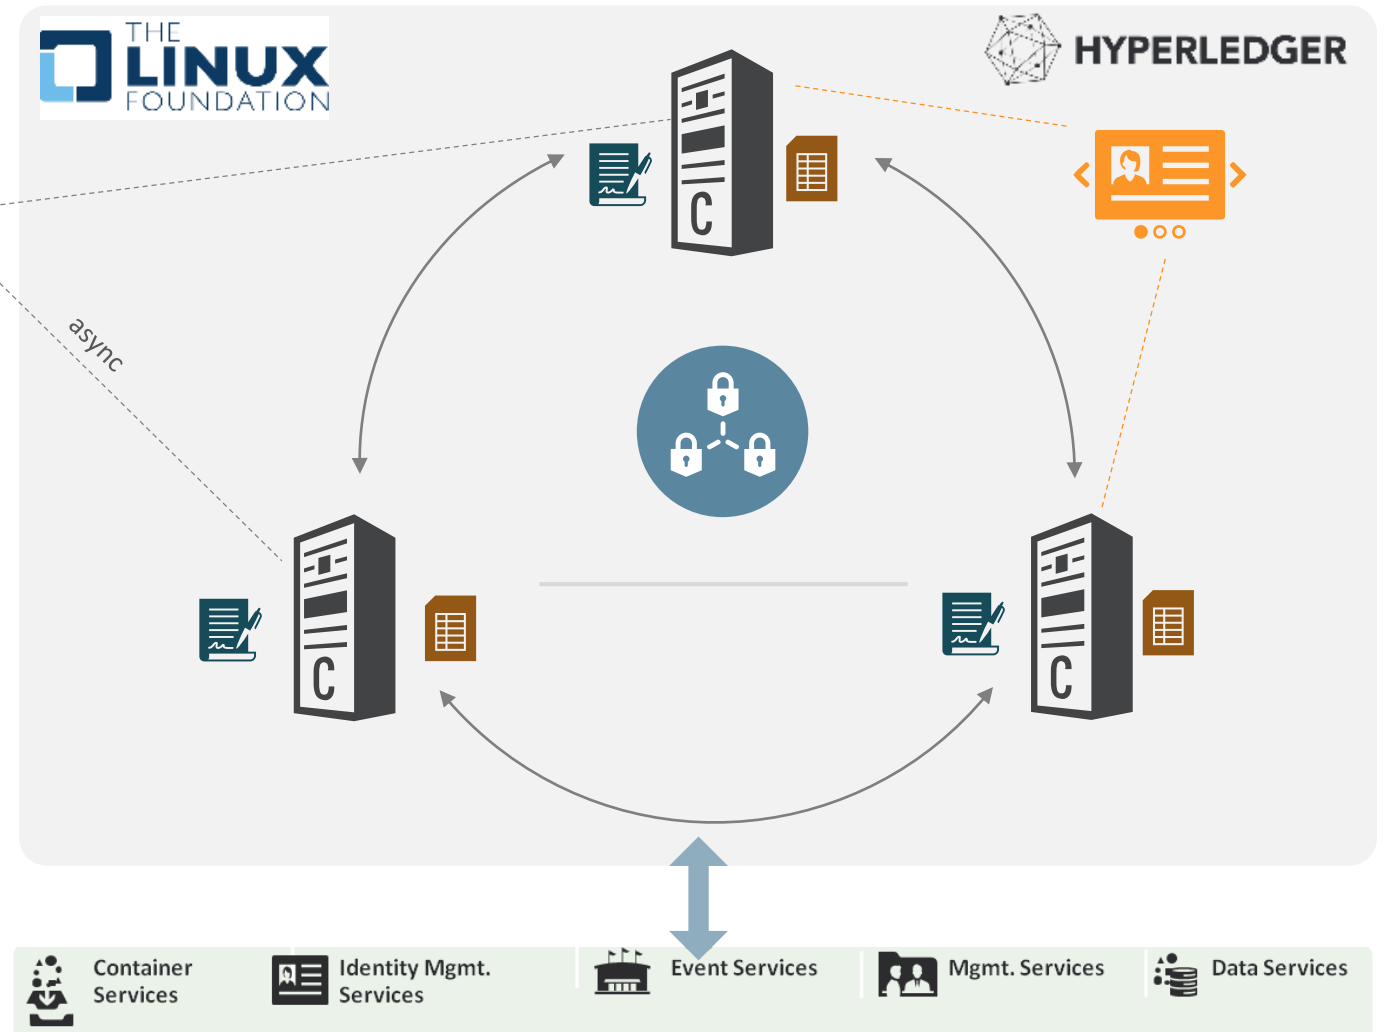 THE
LINUX
FOUNDATION
HYPERLEDGER
C
async
C
C
Container
Services
Identity Mgmt.
Services
Event Services
Mgmt. Services
Data Services